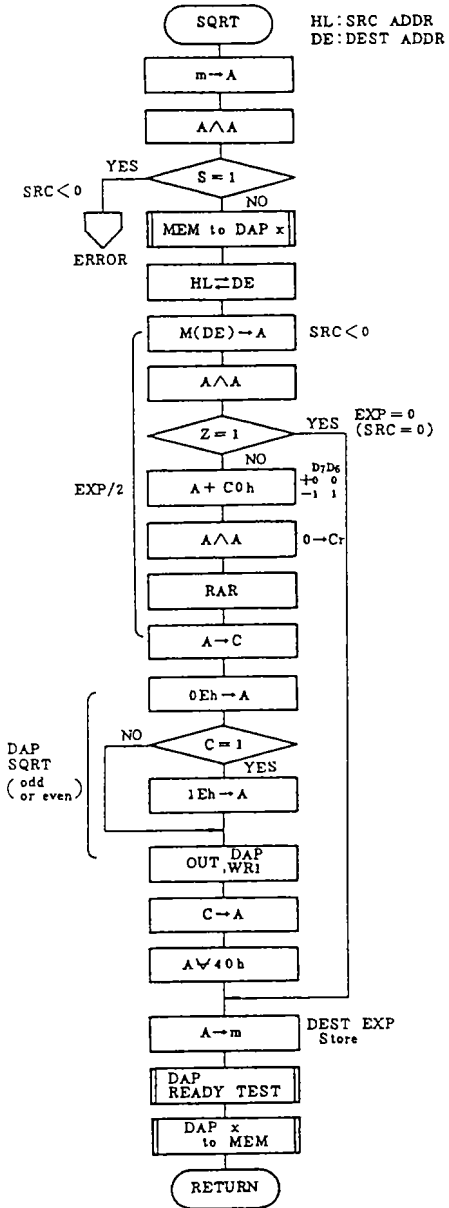 SQRT
HL:SRC ADDR
DE:DEST ADDR
m→A
A∧A
YES
S=1
SRC<0
NO
ERROR
MEM to DAP x
HL⇄DE
M(DE)→A
SRC<0
A∧A
Z=1
YES
EXP=0
(SRC=0)
NO
D7D6
+0 0
-1 1
EXP/2
A+C0h
A∧A
0→Cr
RAR
A→C
0Eh→A
NO
C=1
DAP
SQRT
(odd
or even)
YES
1Eh→A
OUT DAP
,WR1
C→A
A∀40h
A→m
DEST EXP
Store
DAP
READY TEST
DAP x
to MEM
RETURN